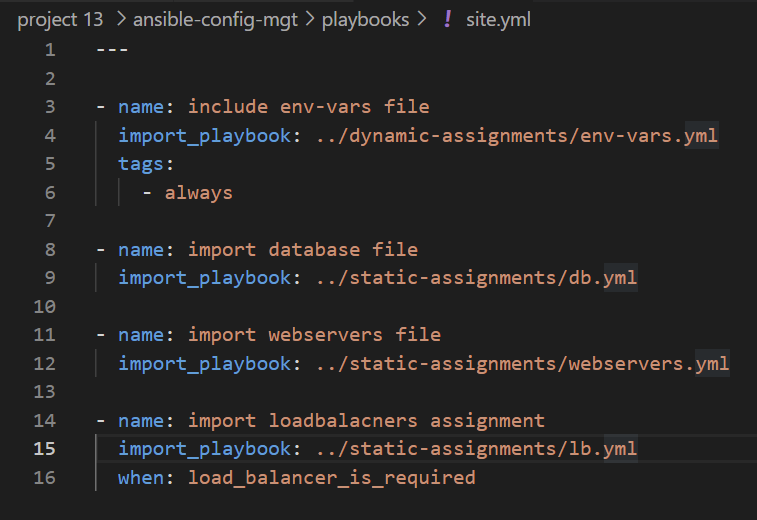 project 13 > ansible-config-mgt > playbooks > ! site.yml
1 ---
2
3 - name: include env-vars file
4 import_playbook: ../dynamic-assignments/env-vars.yml
5 tags:
6 - always
7
8 - name: import database file
9 import_playbook: ../static-assignments/db.yml
10
11 - name: import webservers file
12 import_playbook: ../static-assignments/webservers.yml
13
14 - name: import loadbalacners assignment
15 import_playbook: ../static-assignments/lb.yml
16 when: load_balancer_is_required